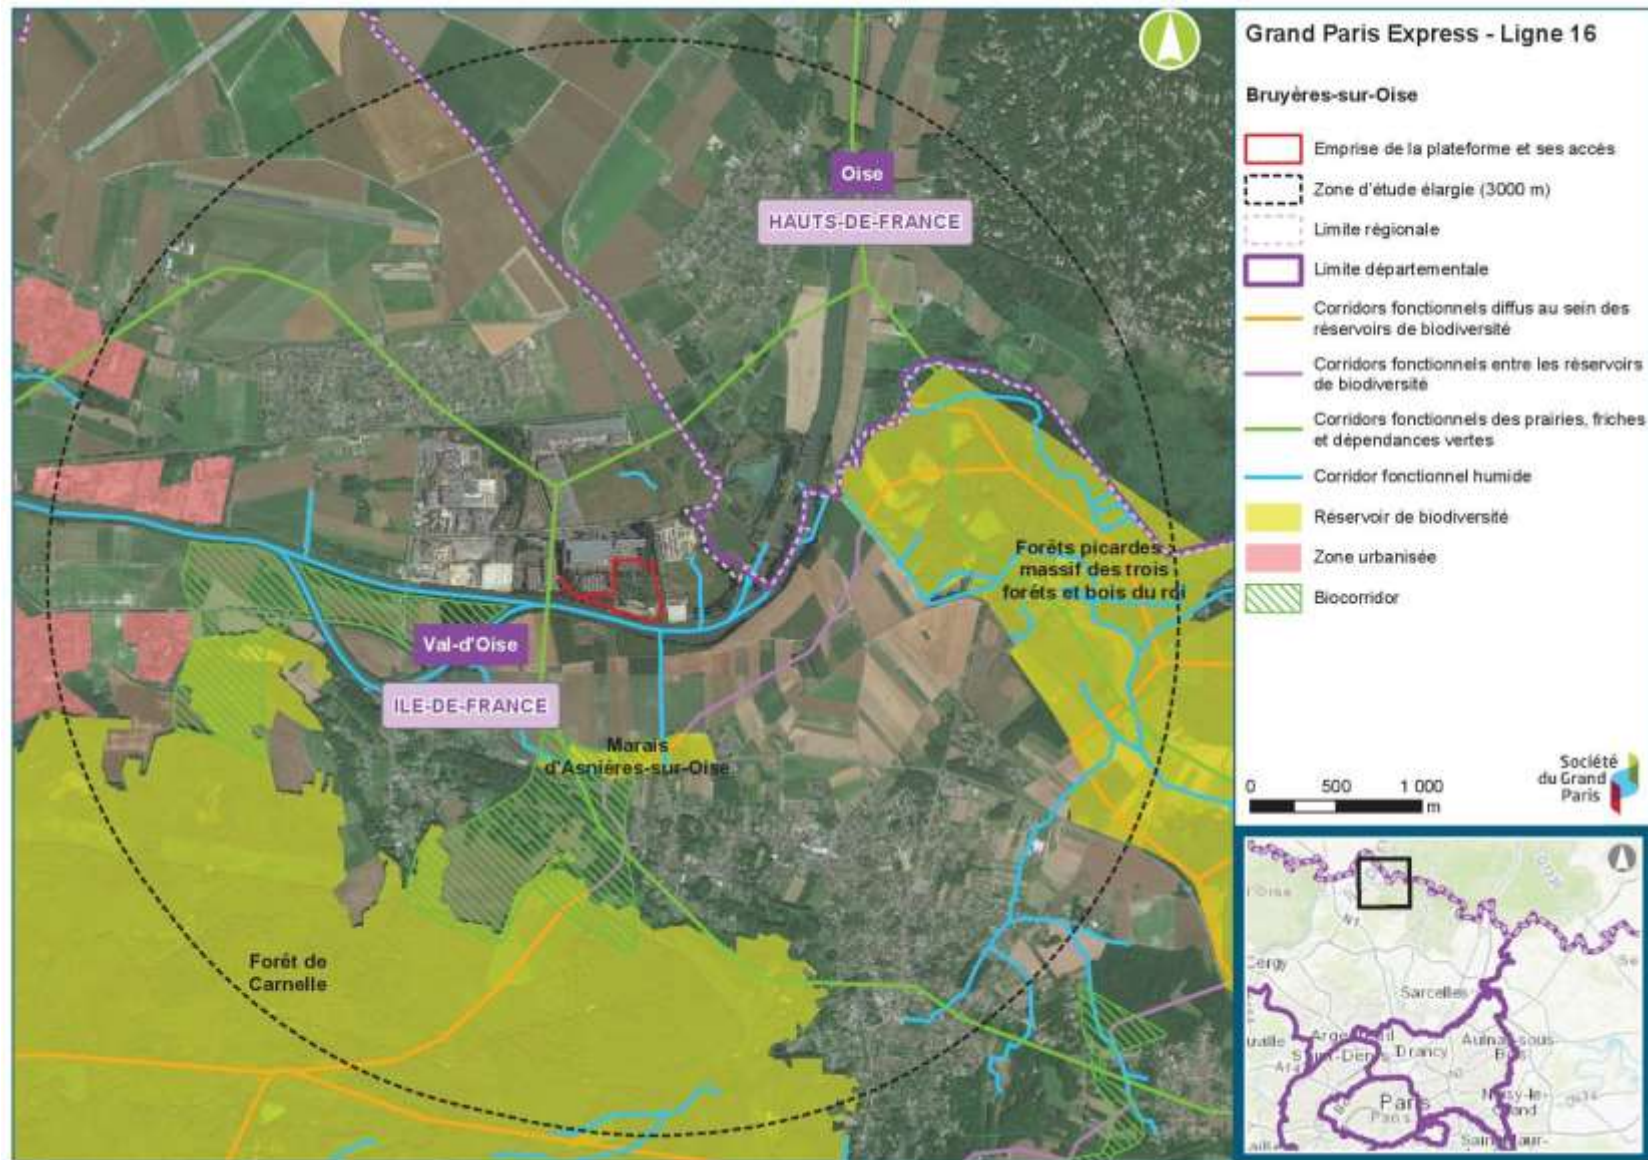 Grand Paris Express - Ligne 16
Bruyères-sur-Oise
Emprise de la plateforme et ses accès
Zone d'étude élargie (3000 m)
Limite régionale
Limite départementale
Corridors fonctionnels diffus au sein des
réservoirs de biodiversité
Corridors fonctionnels entre les réservoirs
de biodiversité
Corridors fonctionnels des prairies, friches
et dépendances vertes
Corridor fonctionnel humide
Réservoir de biodiversité
Zone urbanisée
Biocorridor
0 500 1 000
m
Société
du Grand
Paris
Oise
HAUTS-DE-FRANCE
Forêts picardes :
massif des trois
forêts et bois du roi
Val-d'Oise
ILE-DE-FRANCE
Marais
d'Asnières-sur-Oise
Forêt de
Carnelle
N1
Sarcelles
Drancy
Paris
Paris